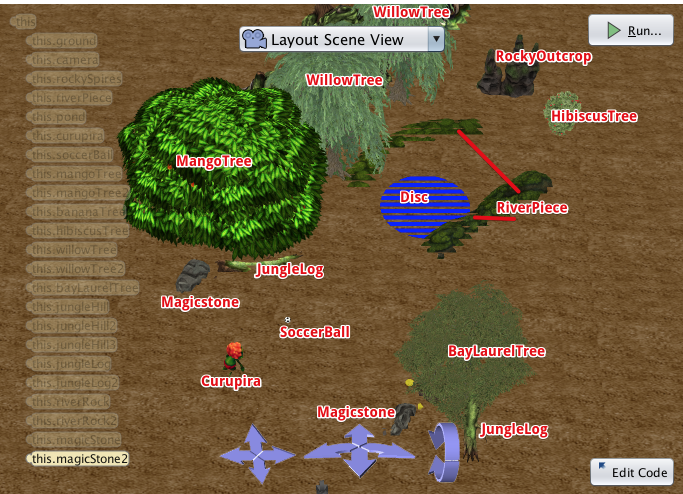 this
this.ground
this.camera
this.rockySpires
this.riverPiece
this.pond
this.curupira
this.soccerBall
this.mangoTree
this.mangoTree2
this.bananaTree
this.hibiscusTree
this.willowTree
this.willowTree2
this.bayLaurelTree
this.jungleHill
this.jungleHill2
this.jungleHill3
this.jungleLog
this.jungleLog2
this.riverRock
this.riverRock2
this.magicStone
this.magicStone2
WillowTree
Layout Scene View
Run...
RockyOutcrop
WillowTree
HibiscusTree
MangoTree
Disc
RiverPiece
JungleLog
Magicstone
SoccerBall
BayLaurelTree
Curupira
Magicstone
JungleLog
Edit Code